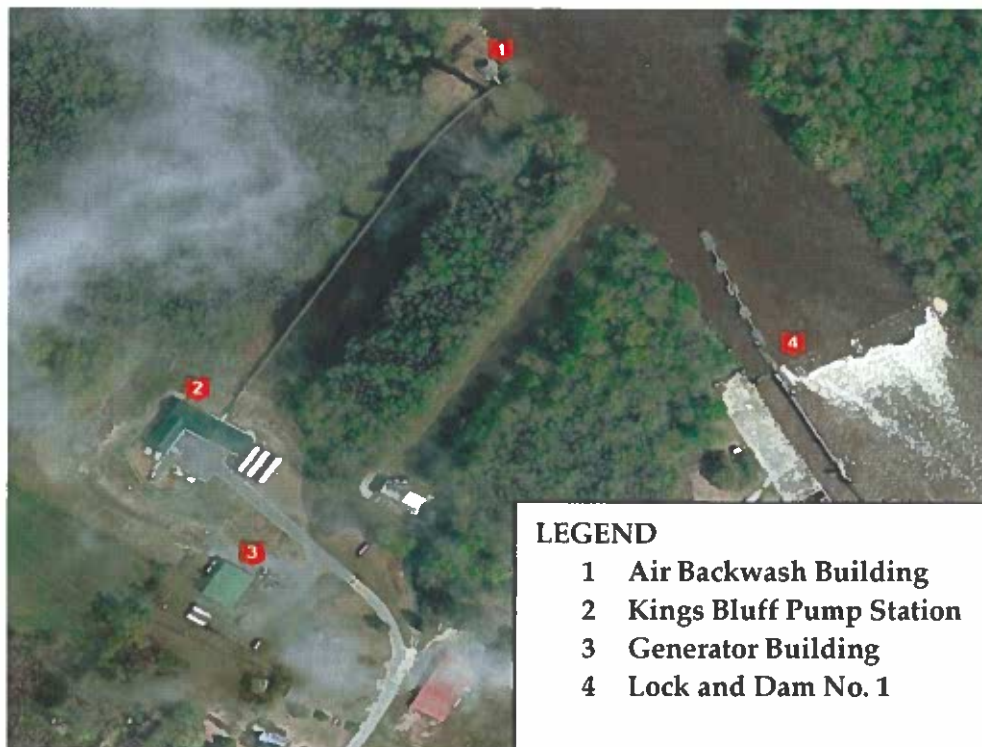 1
2
3
4
LEGEND
1 Air Backwash Building
2 Kings Bluff Pump Station
3 Generator Building
4 Lock and Dam No. 1